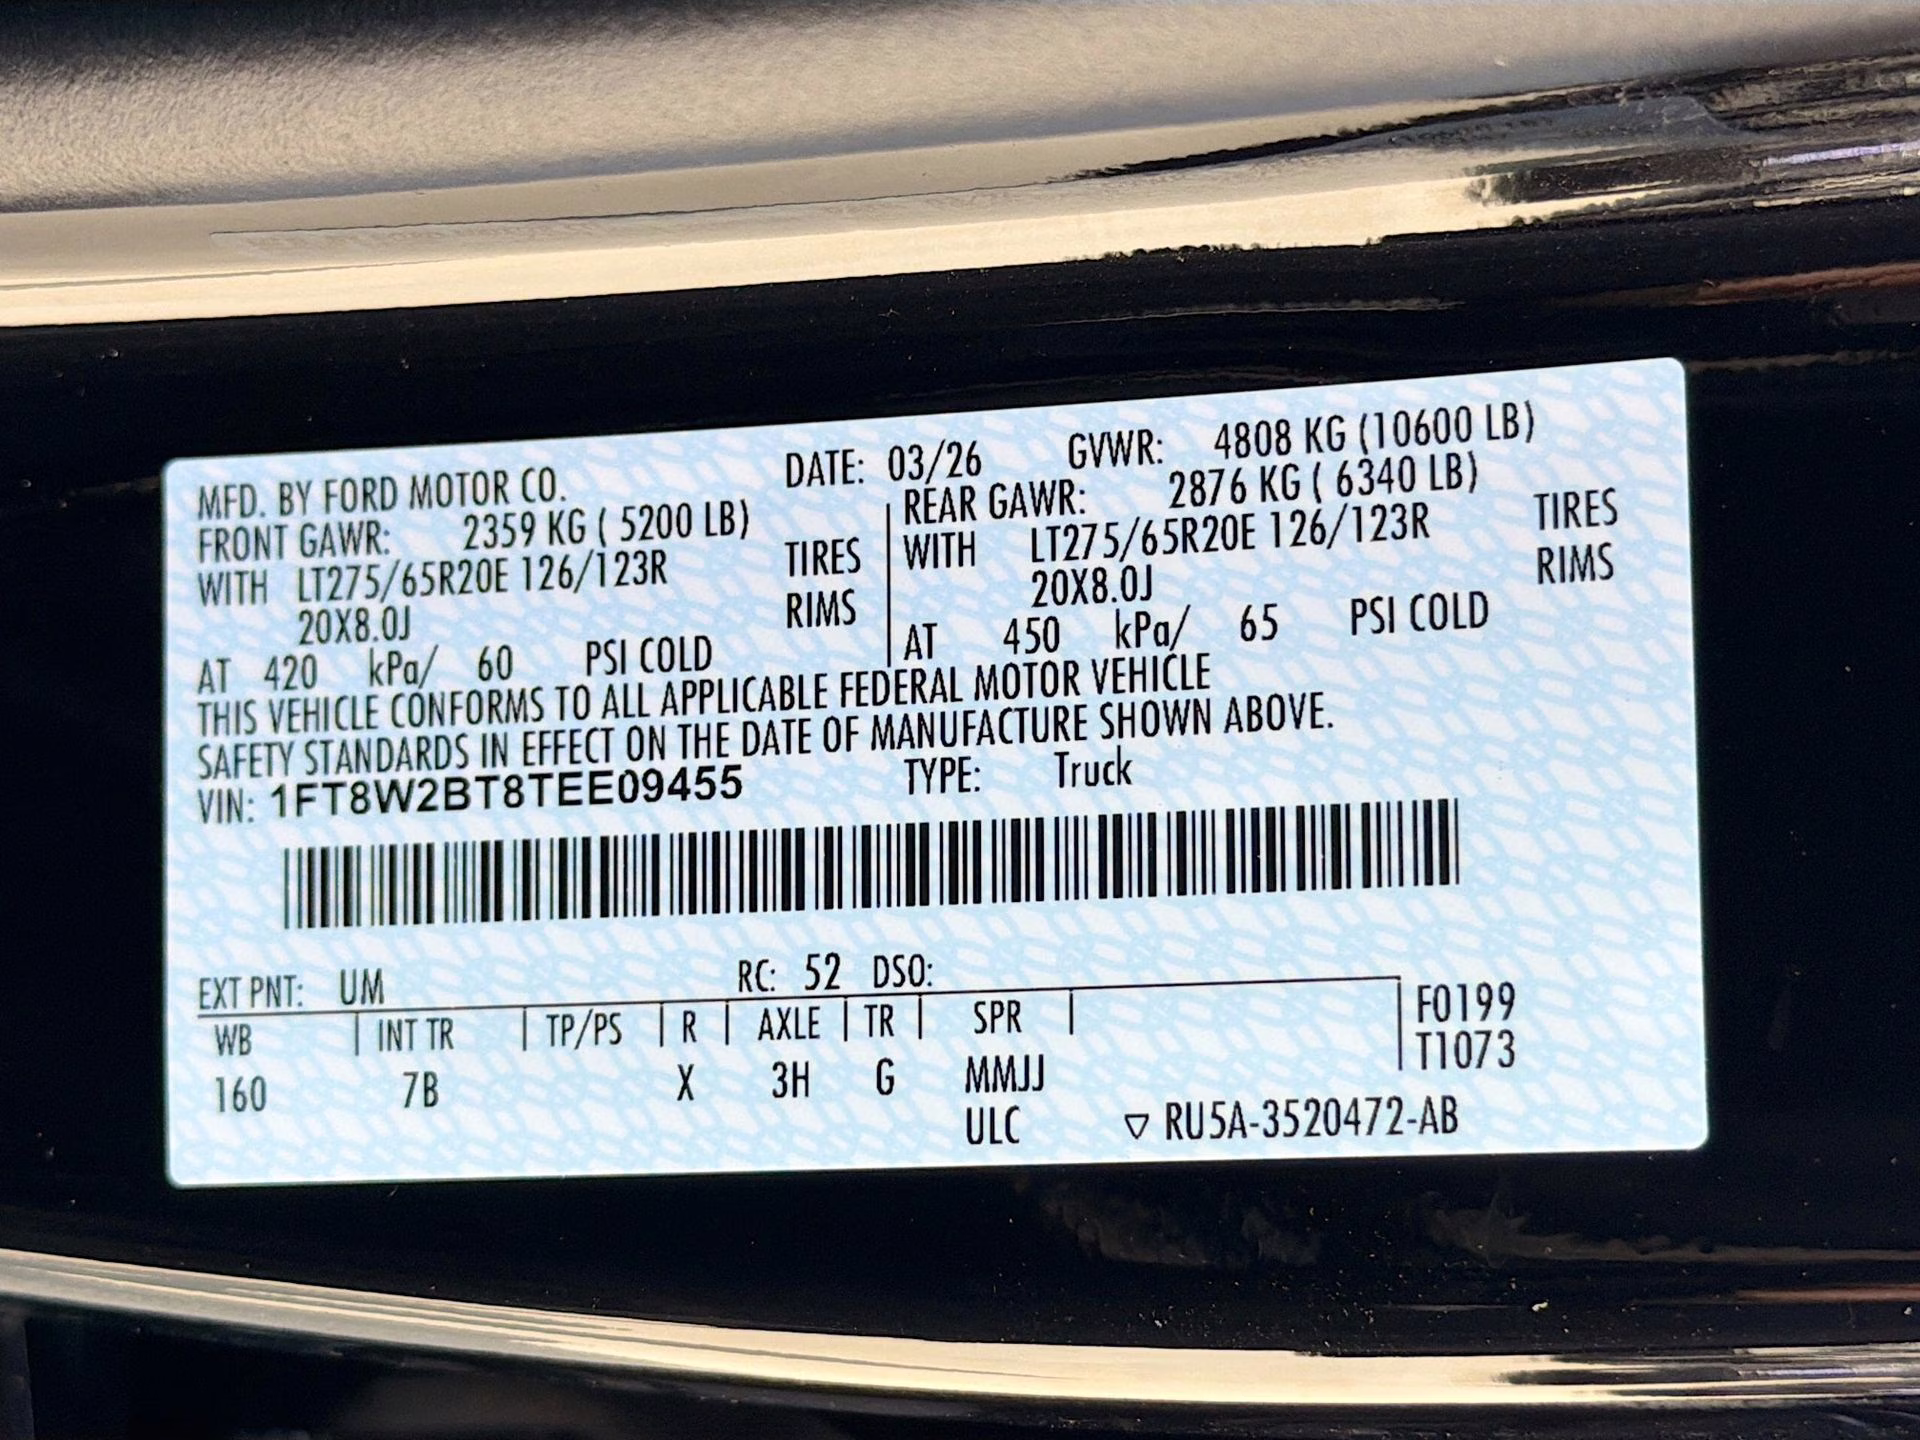 MFD. BY FORD MOTOR CO. DATE: 03/26 GVWR: 4808 KG (10600 LB)
FRONT GAWR: 2359 KG ( 5200 LB) REAR GAWR: 2876 KG ( 6340 LB)
WITH LT275/65R20E 126/123R TIRES WITH LT275/65R20E 126/123R TIRES
20X8.0J RIMS 20X8.0J RIMS
AT 420 kPa/ 60 PSI COLD AT 450 kPa/ 65 PSI COLD
THIS VEHICLE CONFORMS TO ALL APPLICABLE FEDERAL MOTOR VEHICLE
SAFETY STANDARDS IN EFFECT ON THE DATE OF MANUFACTURE SHOWN ABOVE.
VIN: 1FT8W2BT8TEE09455 TYPE: Truck
EXT PNT: UM RC: 52 DSO:
WB INT TR TP/PS R AXLE TR SPR F0199
160 7B X 3H G MMJJ T1073
ULC ▽ RU5A-3520472-AB